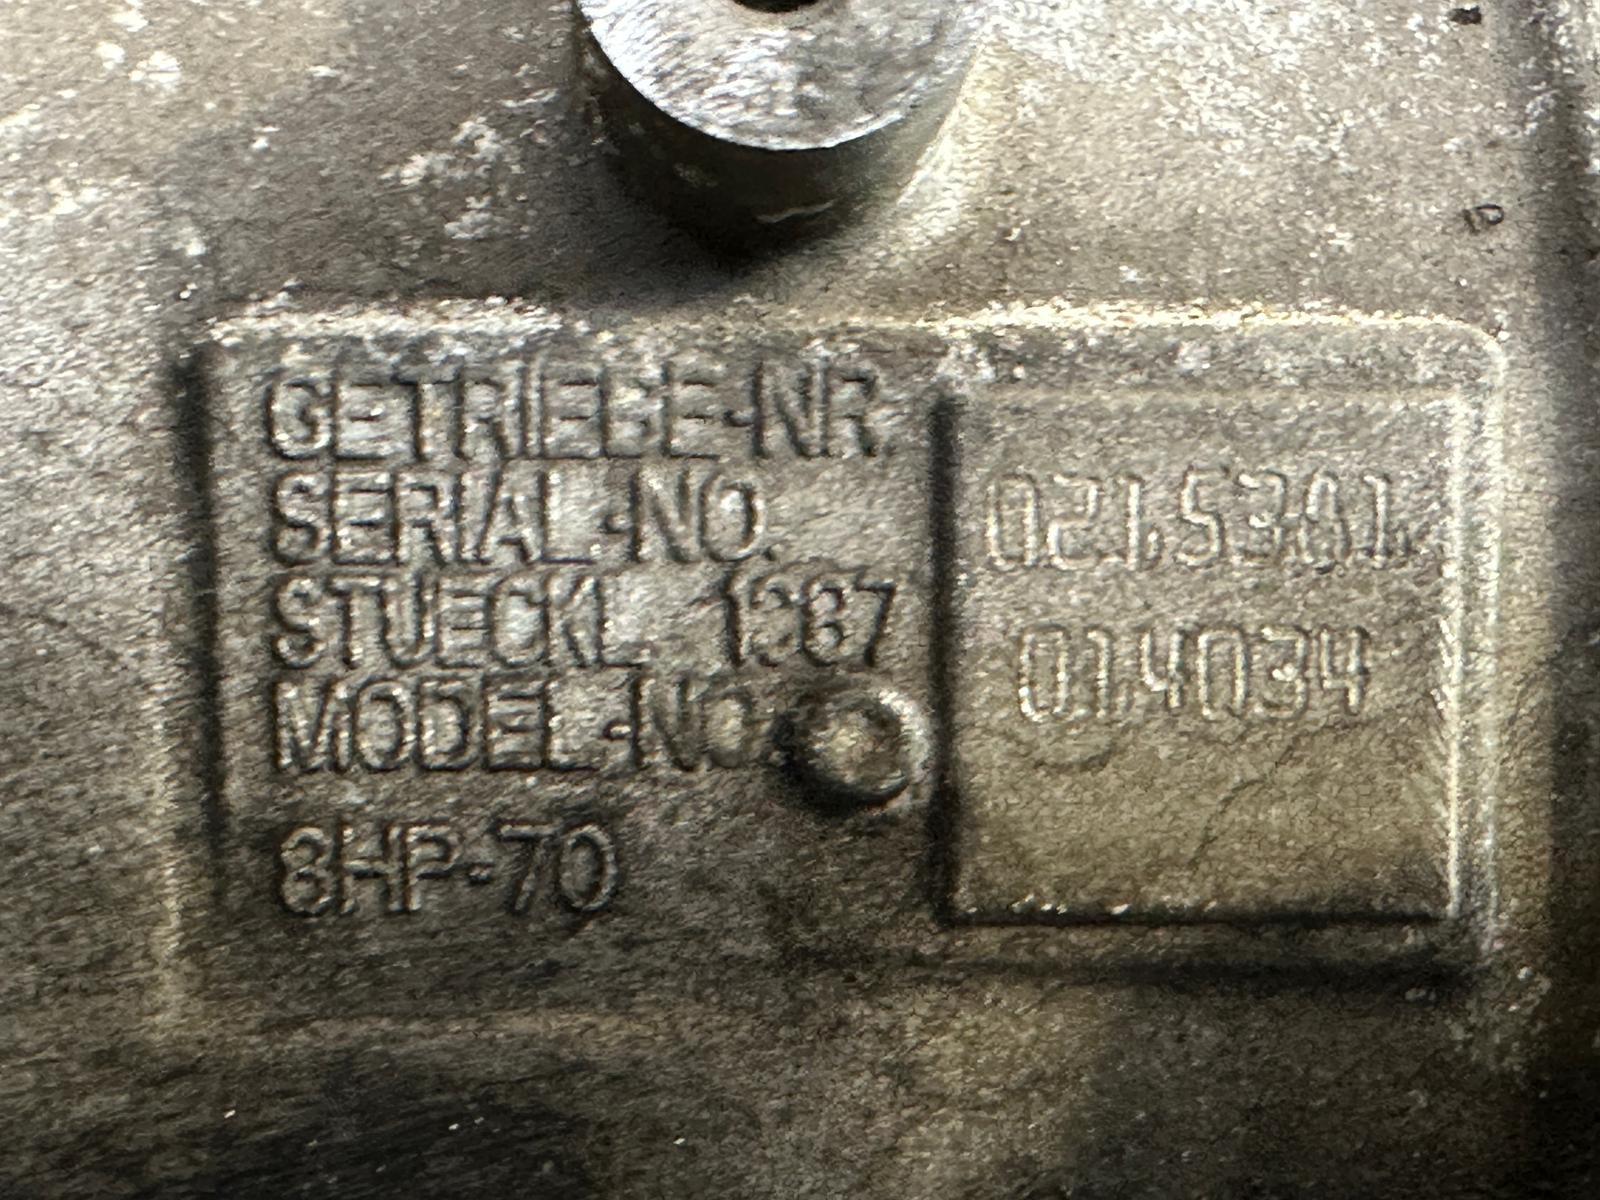 GETRIEBE-NR.
SERIAL-NO.
0215301
STUECKL. 1087
MODEL-NO.
014034
8HP-70